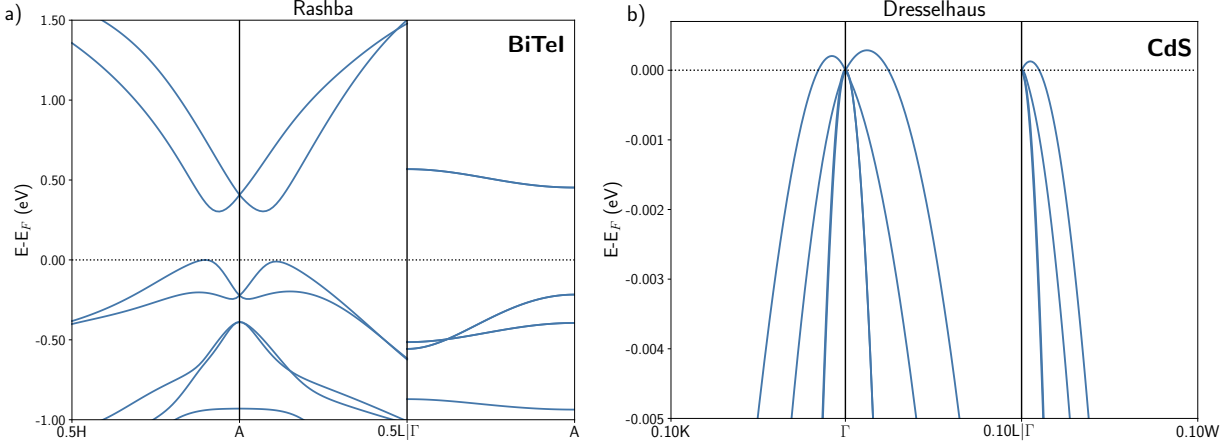 a)
Rashba
BiTeI
E-E_F (eV)
1.50
1.00
0.50
0.00
-0.50
-1.00
0.5H
A
0.5L|Γ
A
b)
Dresselhaus
CdS
E-E_F (eV)
0.000
-0.001
-0.002
-0.003
-0.004
-0.005
0.10K
Γ
0.10L|Γ
0.10W